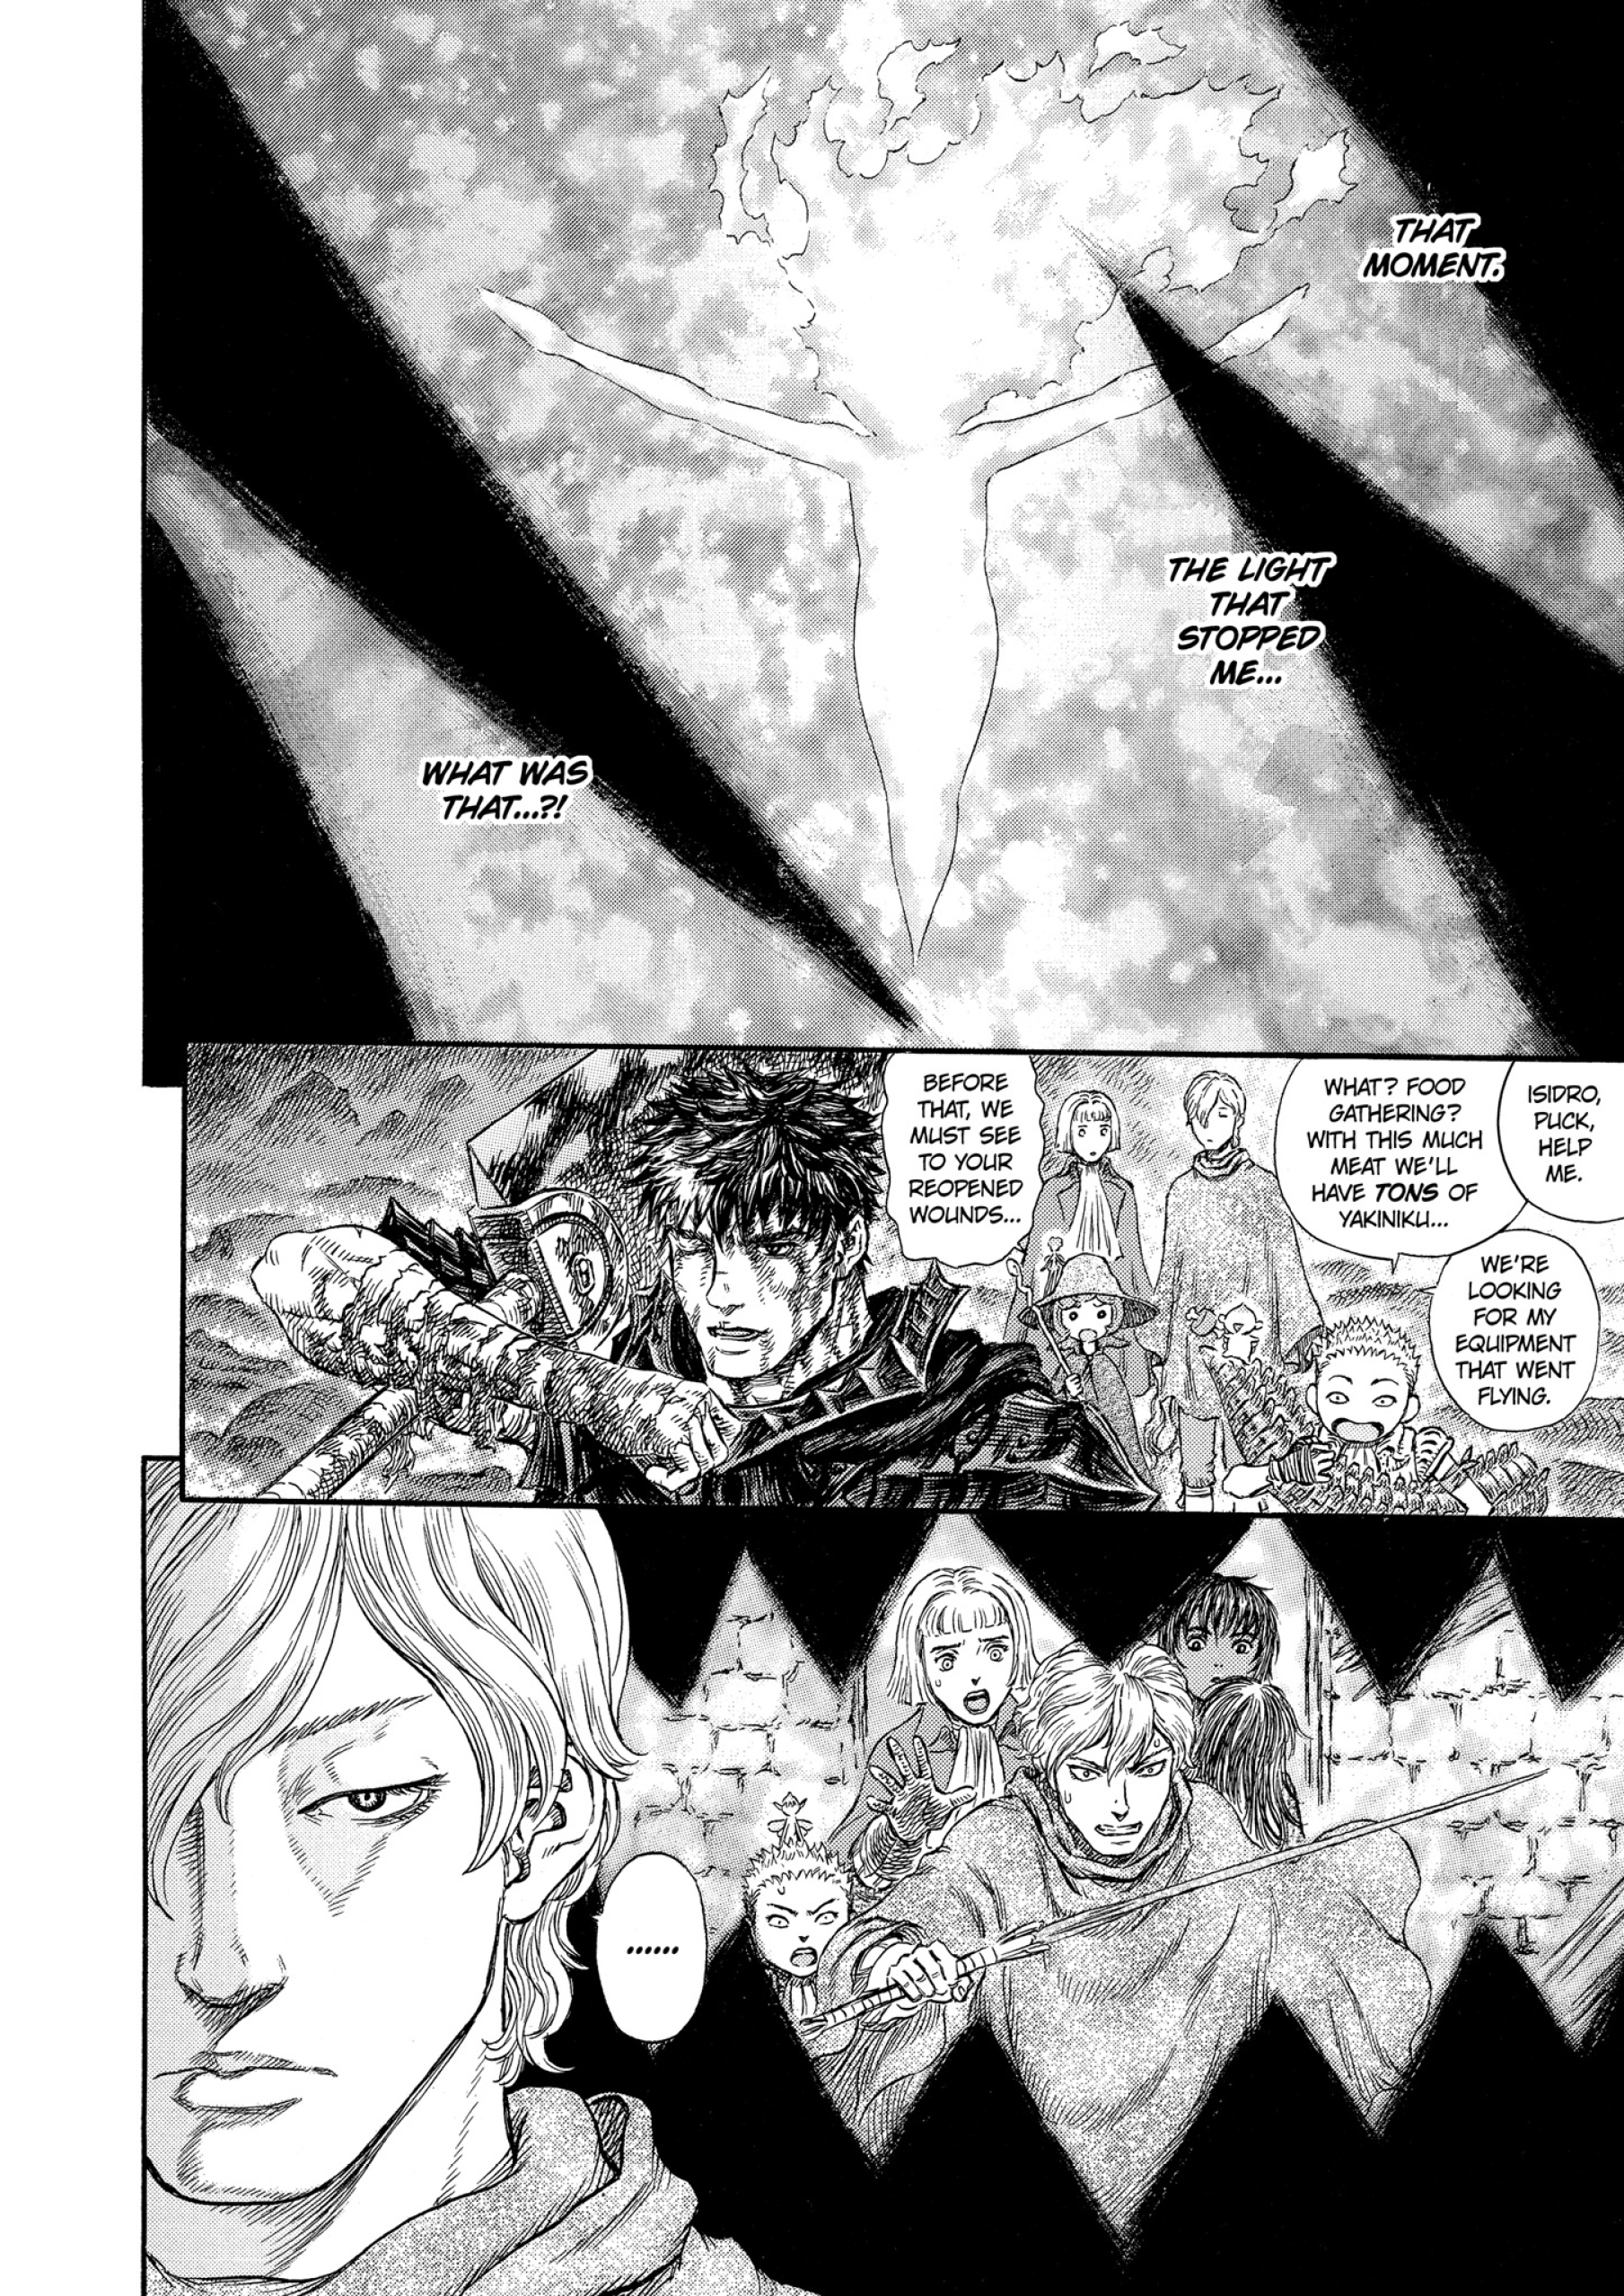 THAT
MOMENT.
THE LIGHT
THAT
STOPPED
ME...
WHAT WAS
THAT...?!
ISIDRO,
PUCK,
HELP
ME.
WE'RE
LOOKING
FOR MY
EQUIPMENT
THAT WENT
FLYING.
WHAT? FOOD
GATHERING?
WITH THIS MUCH
MEAT WE'LL
HAVE TONS OF
YAKINIKU...
BEFORE
THAT, WE
MUST SEE
TO YOUR
REOPENED
WOUNDS...
......